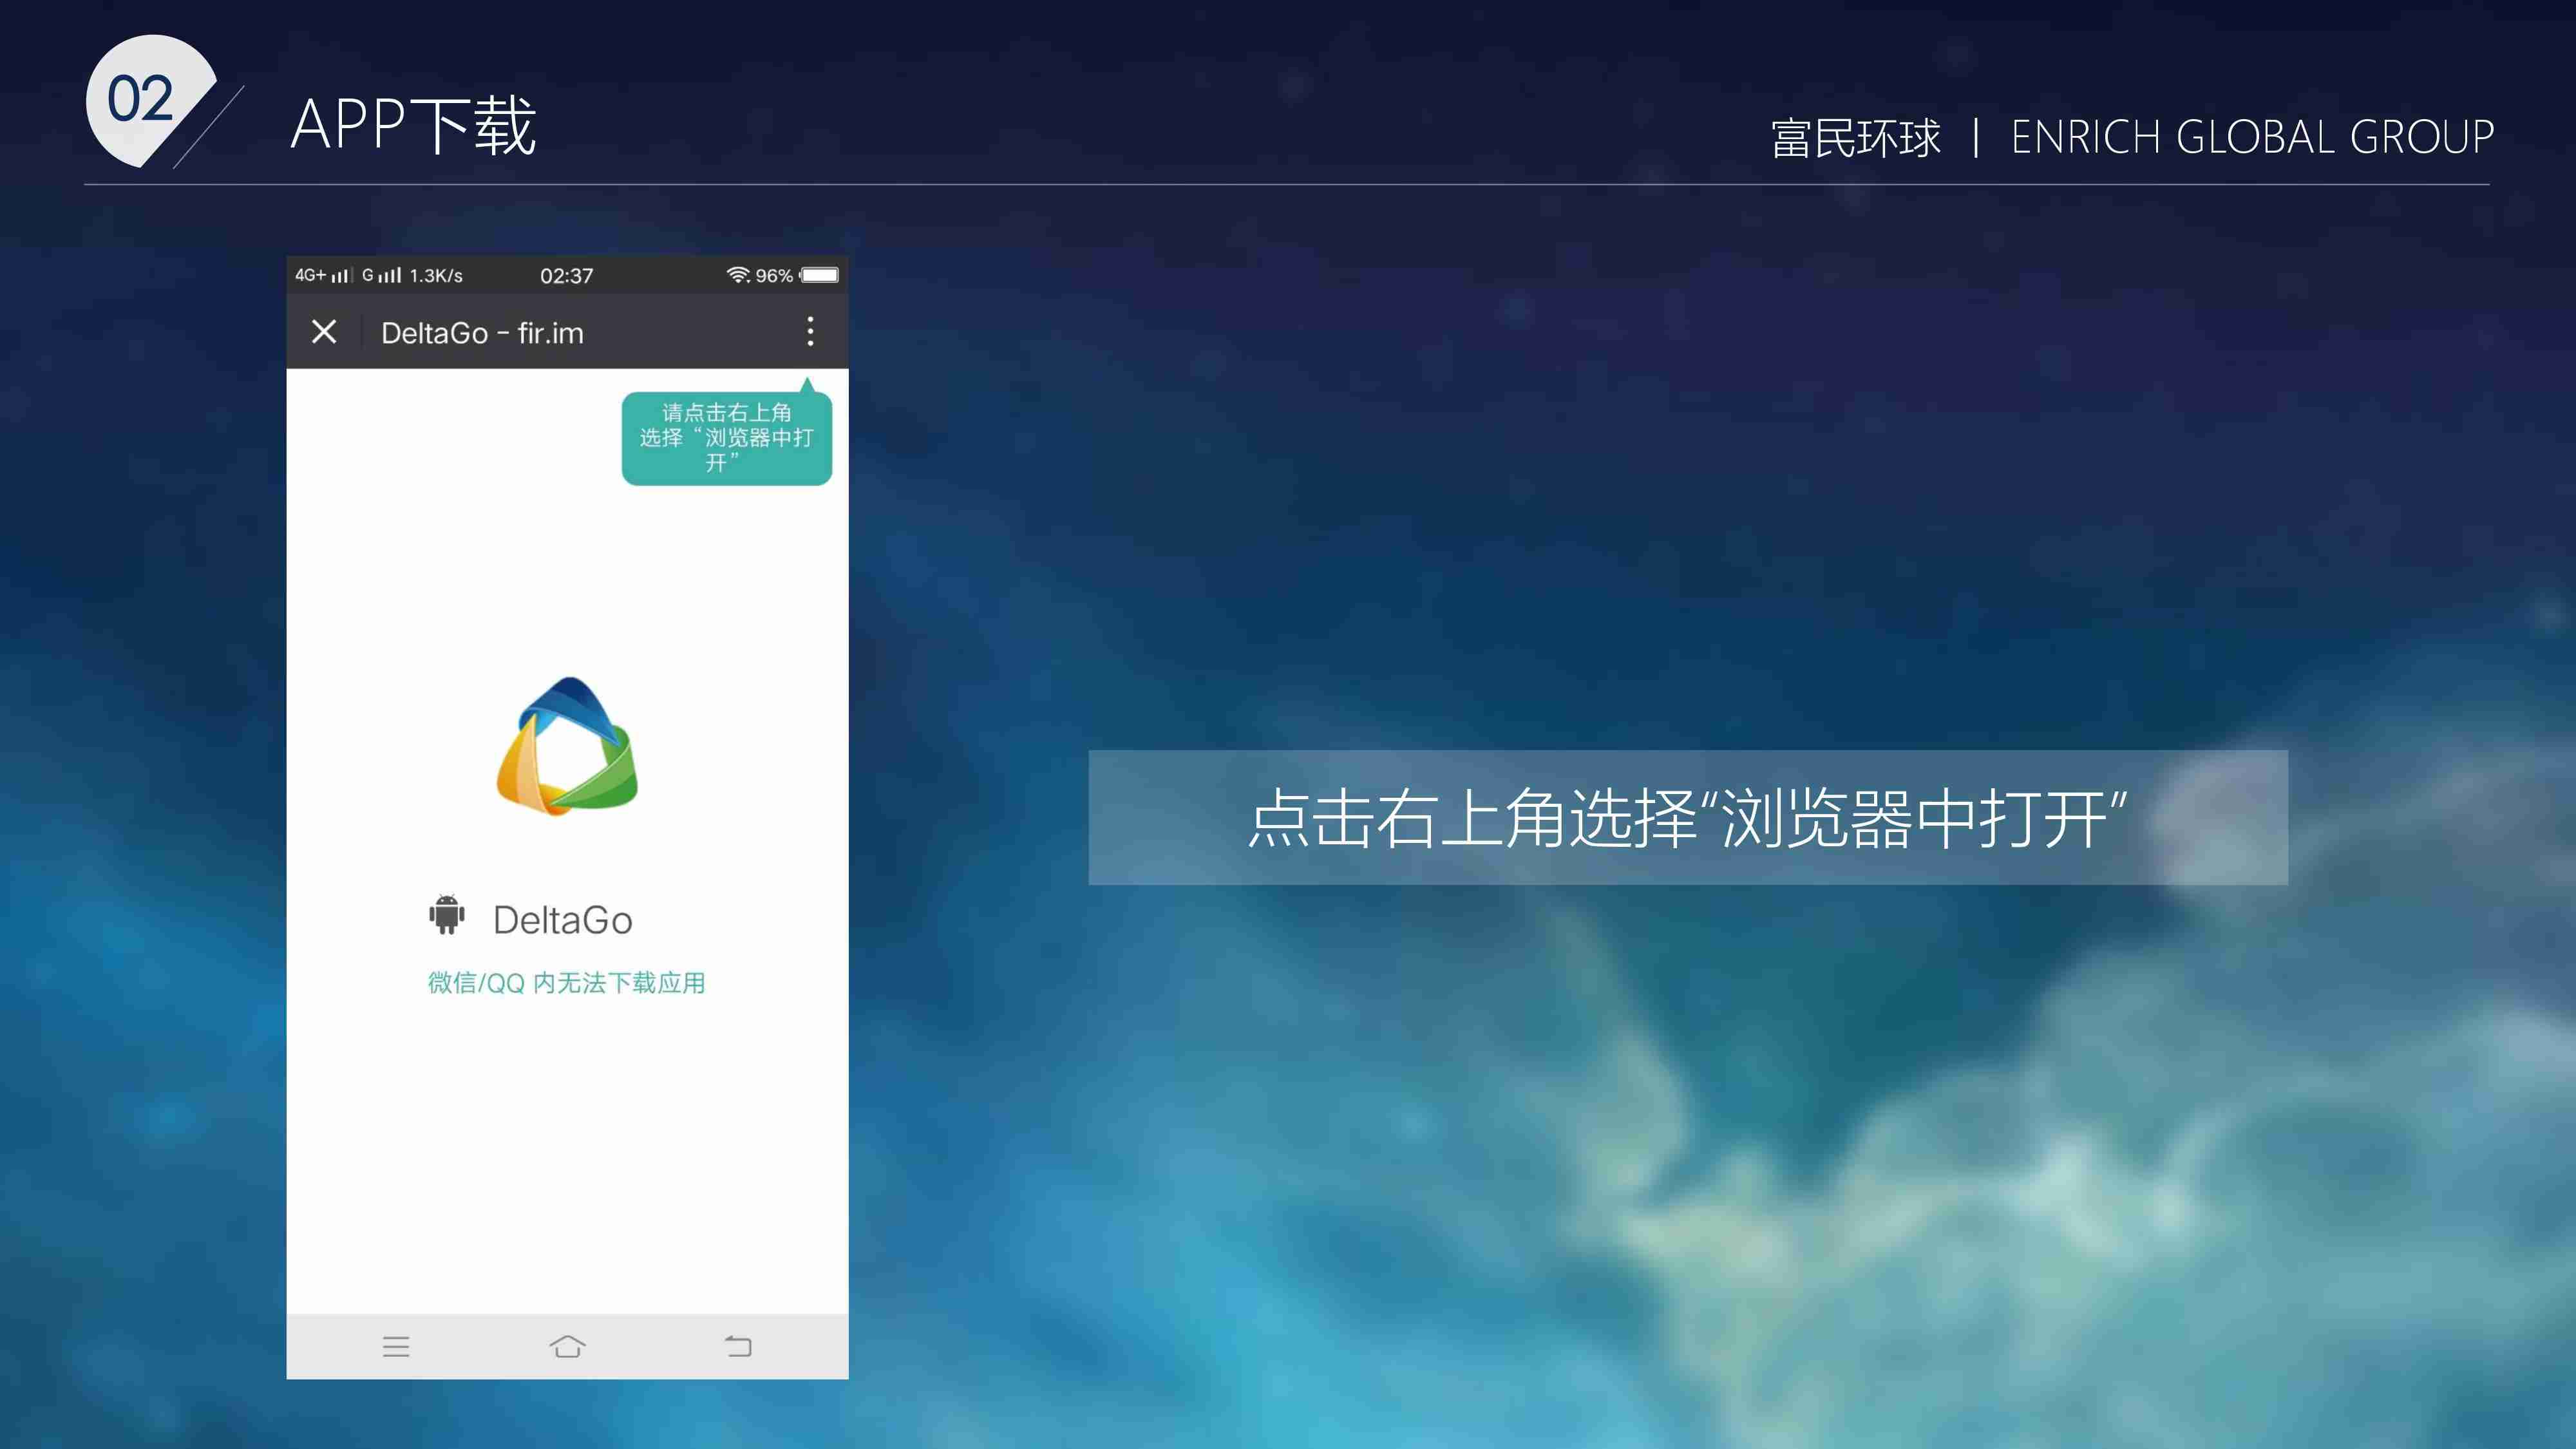 02
APP下载
富民环球 | ENRICH GLOBAL GROUP
4G+ G 1.3K/s 02:37 96%
DeltaGo - fir.im
请点击右上角
选择“浏览器中打
开”
点击右上角选择“浏览器中打开”
DeltaGo
微信/QQ 内无法下载应用